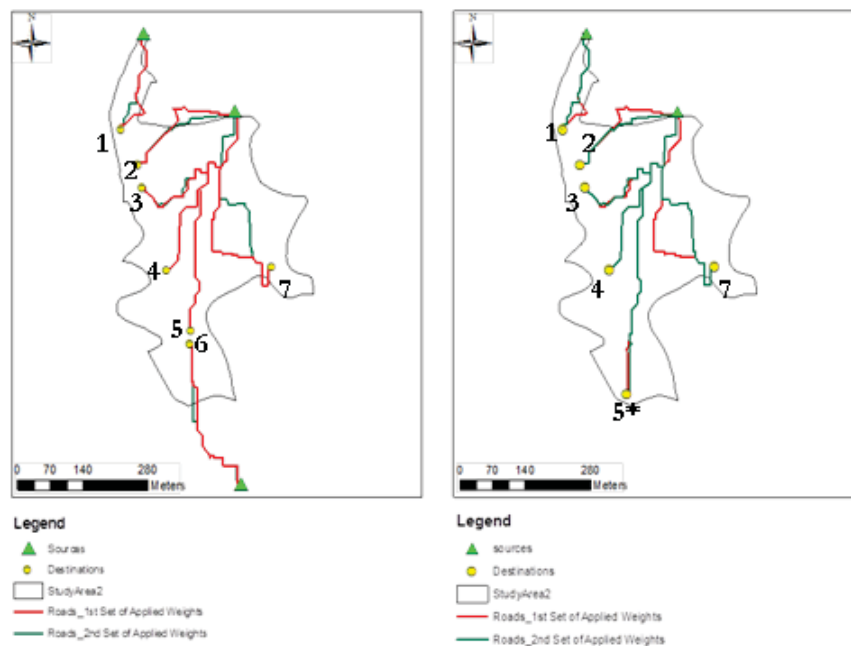 N
1
2
3
4
5
6
7
0 70 140 280
Meters
Legend
Sources
Destinations
StudyArea2
Roads_1st Set of Applied Weights
Roads_2nd Set of Applied Weights
N
1
2
3
4
7
5*
0 70 140 280
Meters
Legend
sources
Destinations
StudyArea2
Roads_1st Set of Applied Weights
Roads_2nd Set of Applied Weights